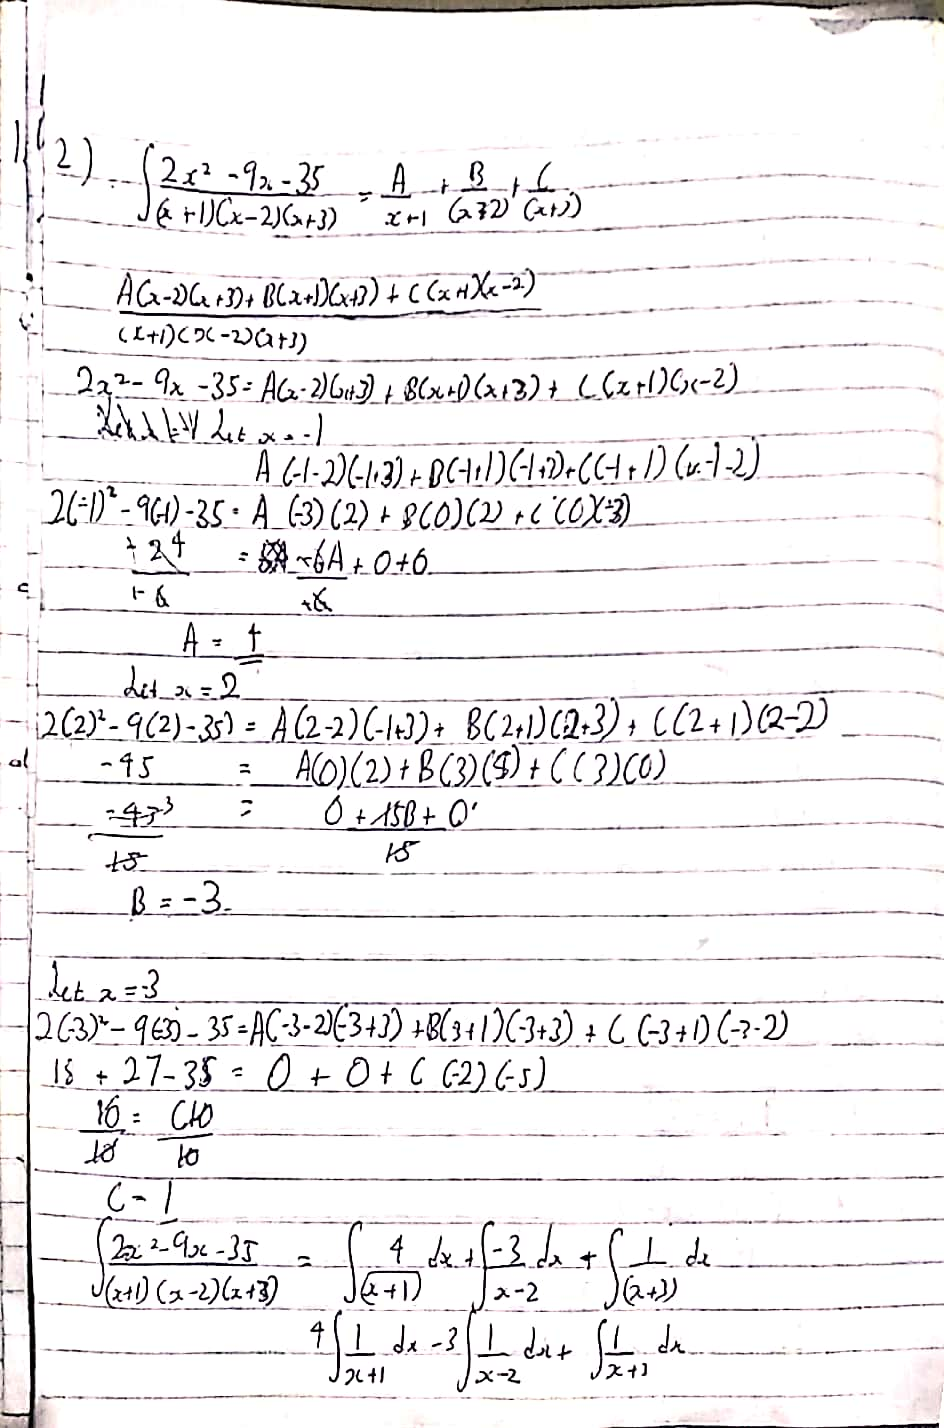 2). ∫ (2x² - 9x - 35)/((x+1)(x-2)(x+3)) = A/(x+1) + B/(x-2) + C/(x+3)
A(x-2)(x+3) + B(x+1)(x+3) + C(x+1)(x-2)
(x+1)(x-2)(x+3)
2x² - 9x - 35 = A(x-2)(x+3) + B(x+1)(x+3) + C(x+1)(x-2)
Let x = -1
A(-1-2)(-1+3) + B(-1+1)(-1+3) + C(-1+1)(-1-2)
2(-1)² - 9(-1) - 35 = A(-3)(2) + B(0)(2) + C(0)(-3)
-24 = -6A + 0 + 0
-6 -6
A = 4
Let x = 2
2(2)² - 9(2) - 35) = A(2-2)(-1+3) + B(2+1)(2+3) + C(2+1)(2-2)
-45 = A(0)(2) + B(3)(5) + C(3)(0)
-45 ³ = 0 + 15B + 0
15 15
B = -3
Let x = -3
2(-3)² - 9(-3) - 35 = A(-3-2)(-3+3) + B(3+1)(-3+3) + C(-3+1)(-3-2)
18 + 27 - 35 = 0 + 0 + C(-2)(-5)
10 = C10
10 10
C = 1
∫ (2x² - 9x - 35)/((x+1)(x-2)(x+3)) = ∫ 4/(x+1) dx + ∫ -3/(x-2) dx + ∫ 1/(x+3) dx
4∫ 1/(x+1) dx - 3∫ 1/(x-2) dx + ∫ 1/(x+3) dx